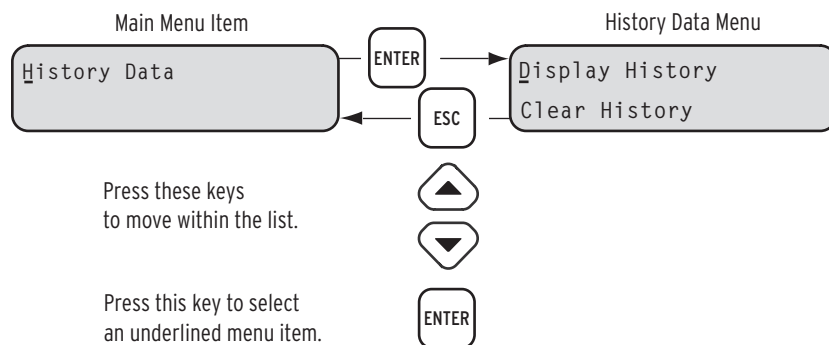 Main Menu Item
History Data Menu
History Data
ENTER
Display History
Clear History
ESC
Press these keys
to move within the list.
Press this key to select
an underlined menu item.
ENTER